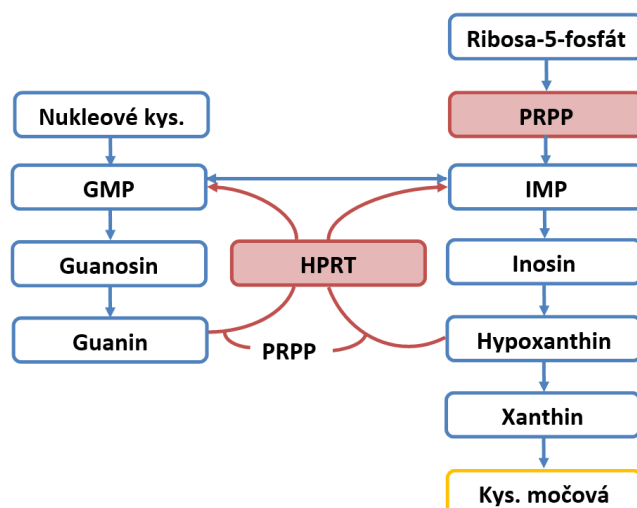 Ribosa-5-fosfát
Nukleové kys.
PRPP
GMP
IMP
Guanosin
HPRT
Inosin
Guanin
PRPP
Hypoxanthin
Xanthin
Kys. močová